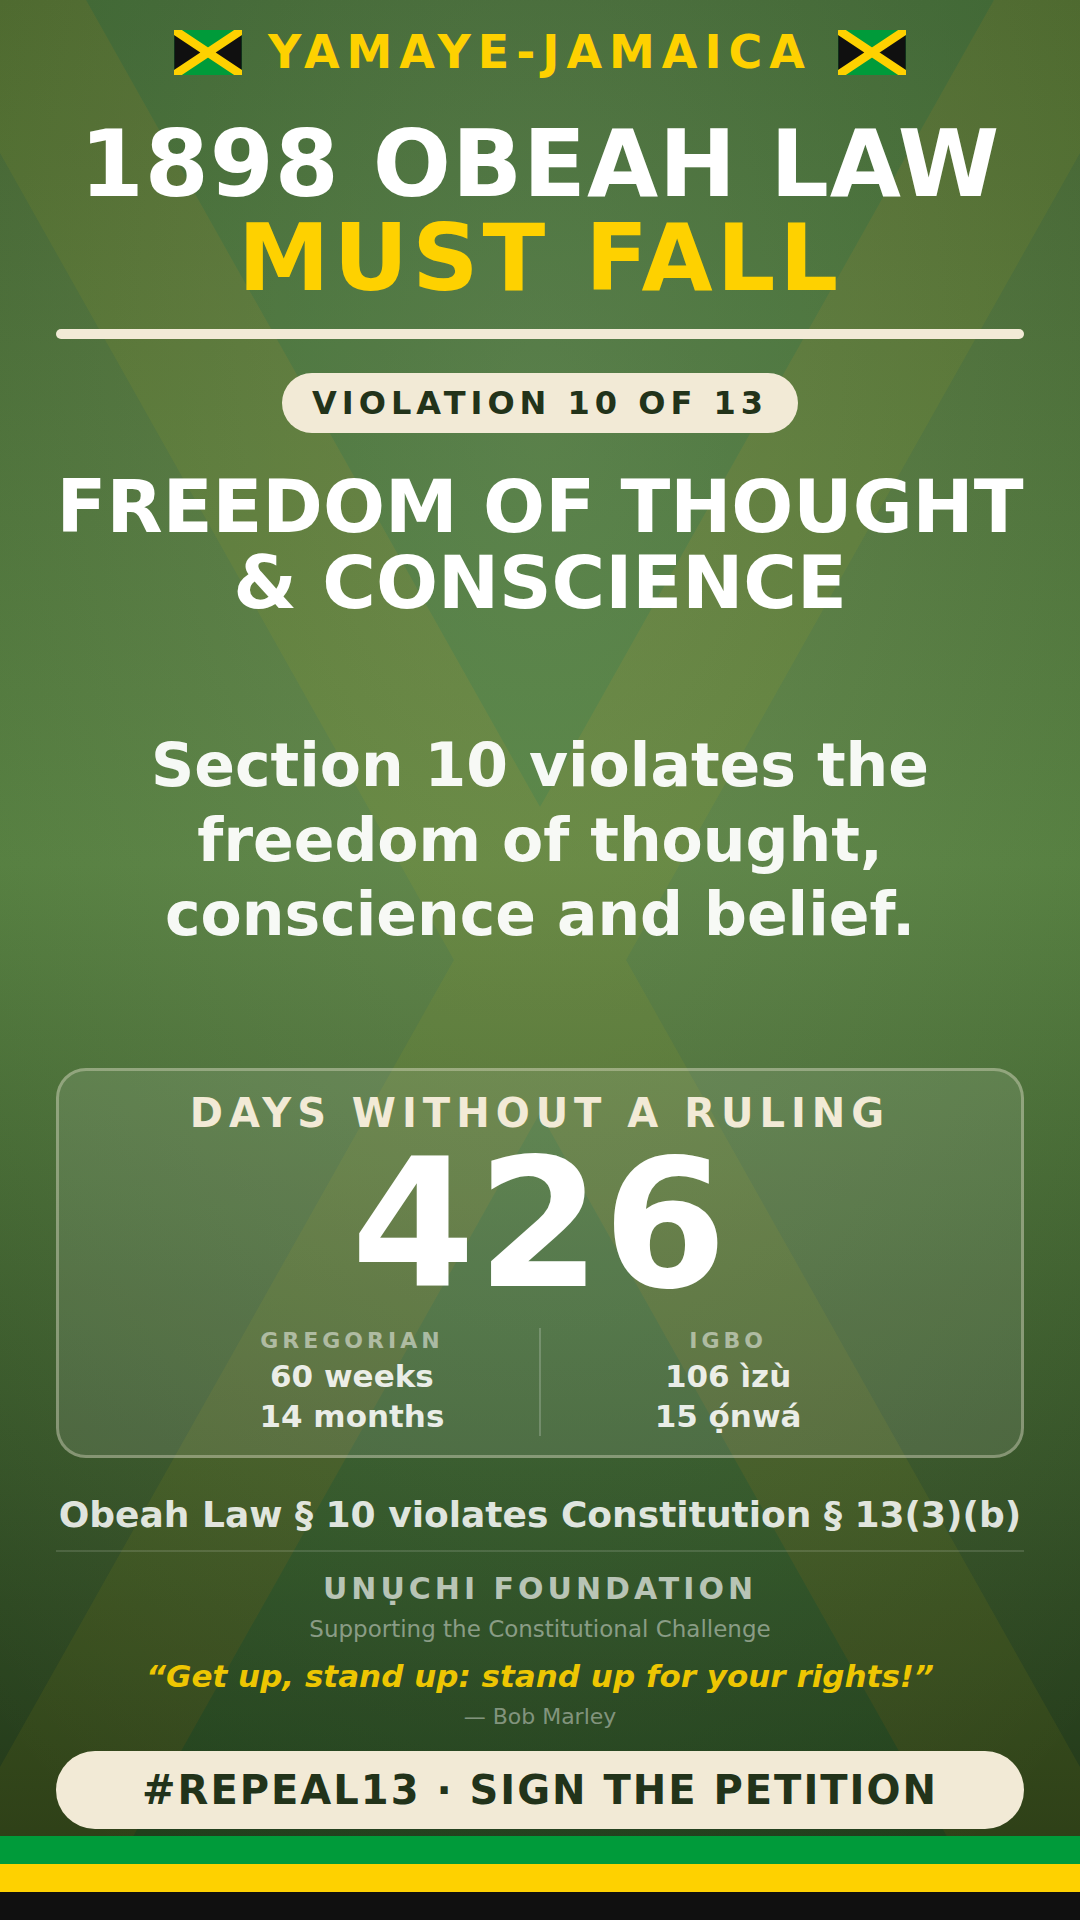 YAMAYE-JAMAICA
1898 OBEAH LAW
MUST FALL
VIOLATION 10 OF 13
FREEDOM OF THOUGHT
& CONSCIENCE
Section 10 violates the
freedom of thought,
conscience and belief.
DAYS WITHOUT A RULING
426
GREGORIAN
60 weeks
14 months
IGBO
106 ìzù
15 ọ́nwá
Obeah Law § 10 violates Constitution § 13(3)(b)
UNỤCHI FOUNDATION
Supporting the Constitutional Challenge
“Get up, stand up: stand up for your rights!”
— Bob Marley
#REPEAL13 · SIGN THE PETITION